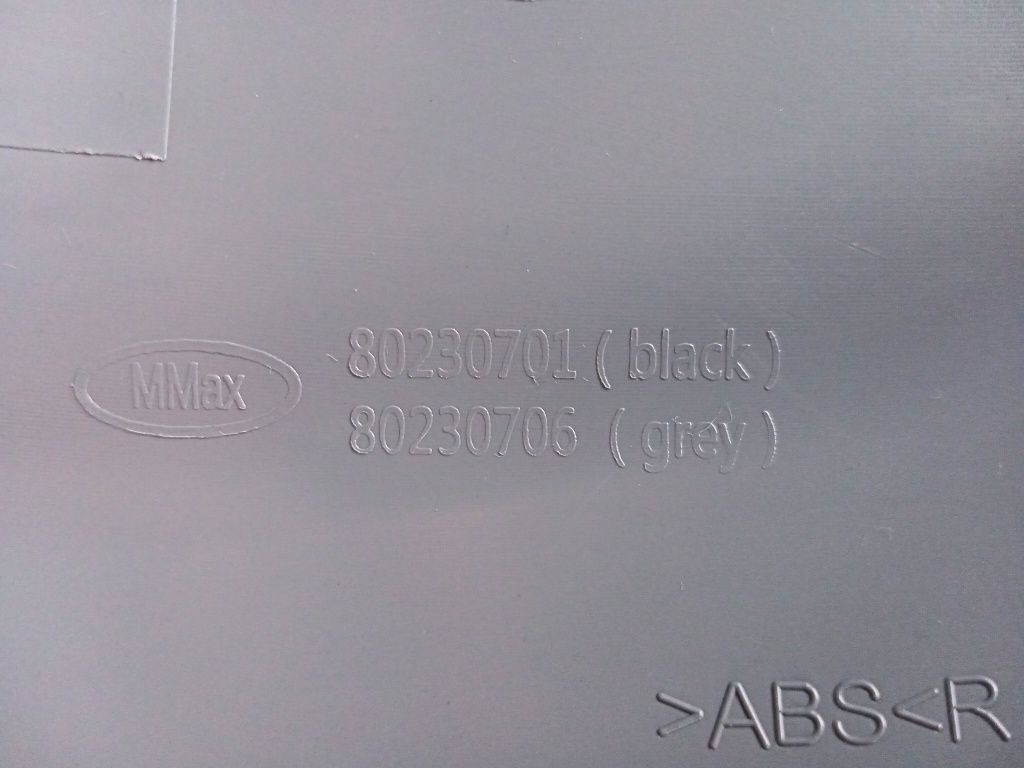 MMax
80230701 ( black )
80230706 ( grey )
>ABS<R